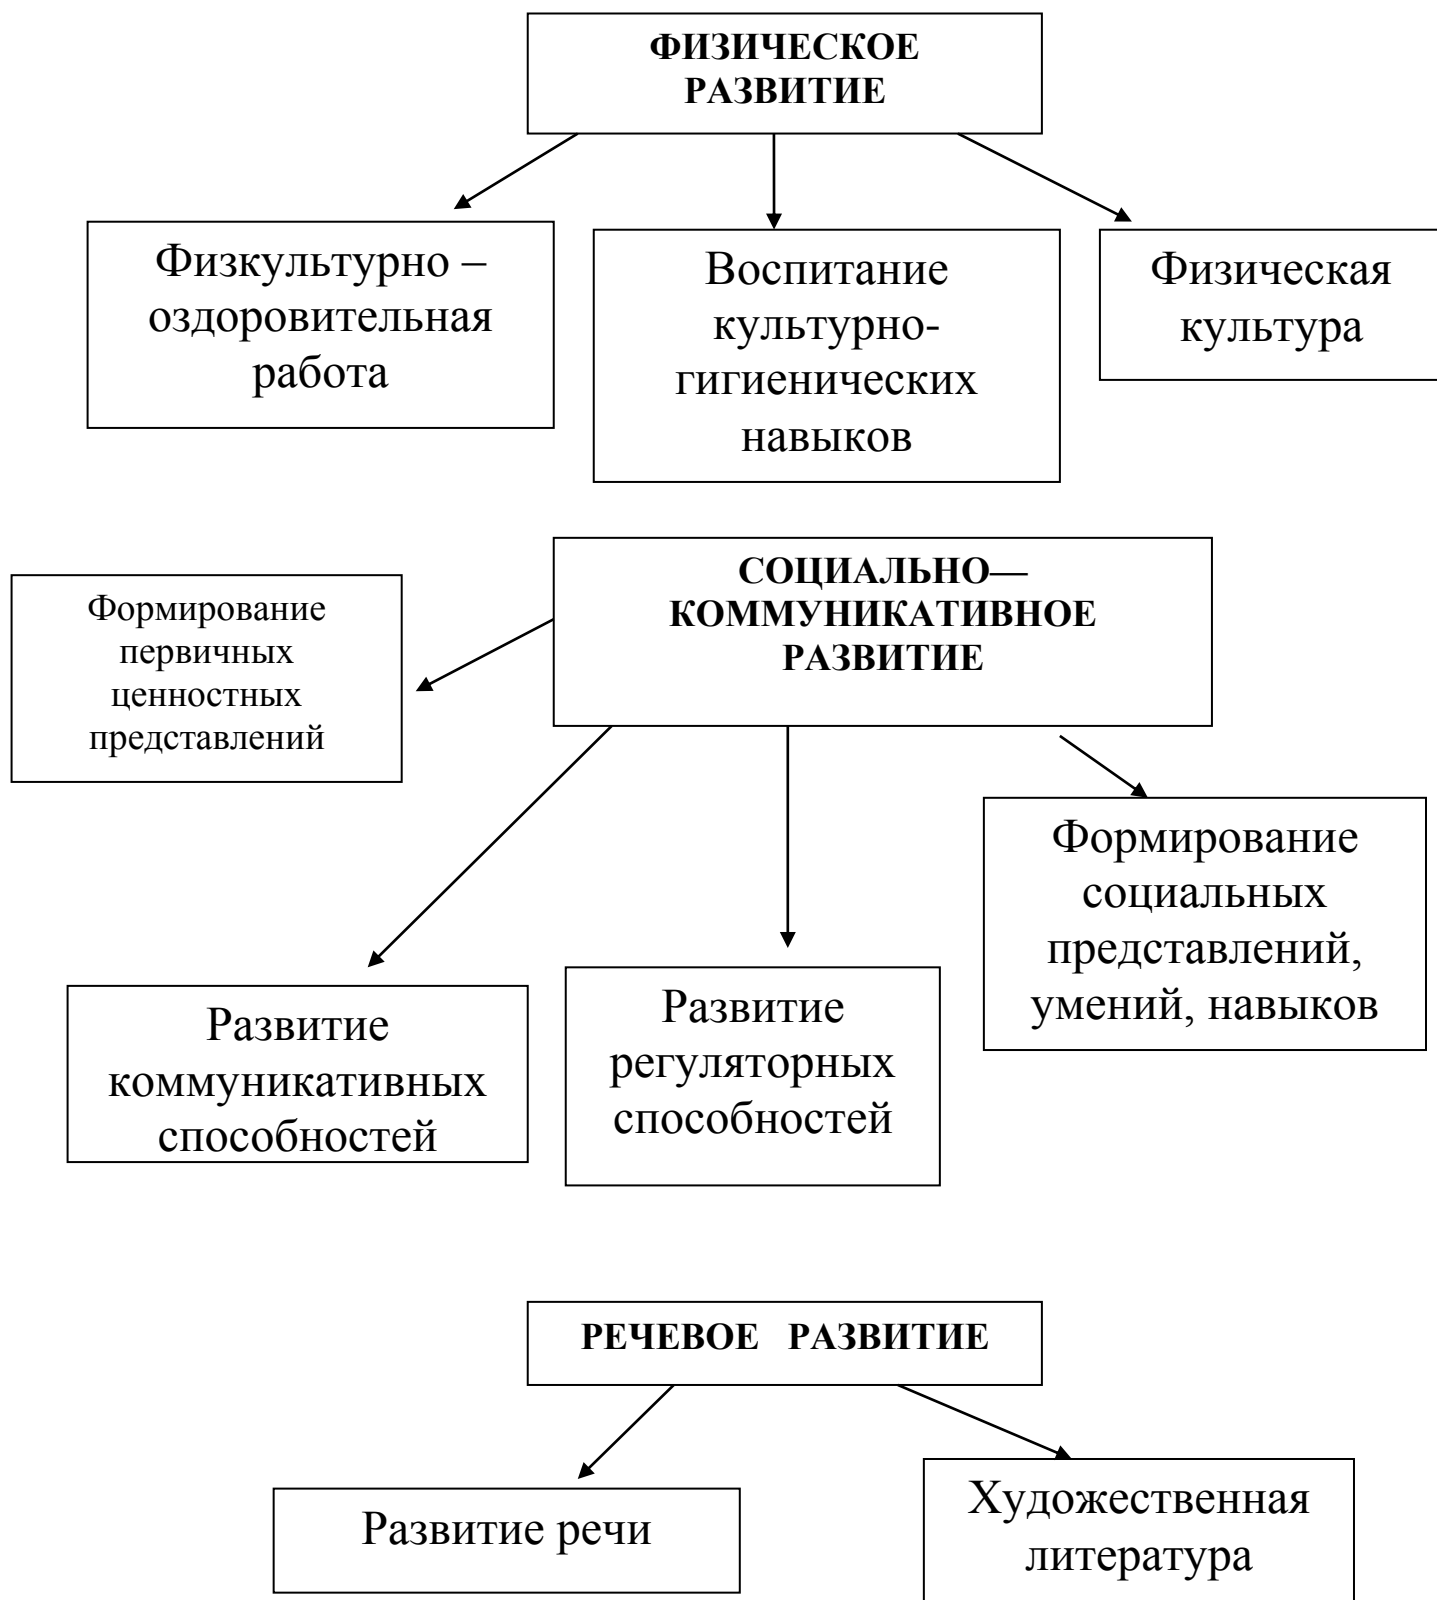 ФИЗИЧЕСКОЕ
РАЗВИТИЕ
Физкультурно –
оздоровительная
работа
Воспитание
культурно-
гигиенических
навыков
Физическая
культура
СОЦИАЛЬНО—
КОММУНИКАТИВНОЕ
РАЗВИТИЕ
Формирование
первичных
ценностных
представлений
Развитие
коммуникативных
способностей
Развитие
регуляторных
способностей
Формирование
социальных
представлений,
умений, навыков
РЕЧЕВОЕ РАЗВИТИЕ
Развитие речи
Художественная
литература